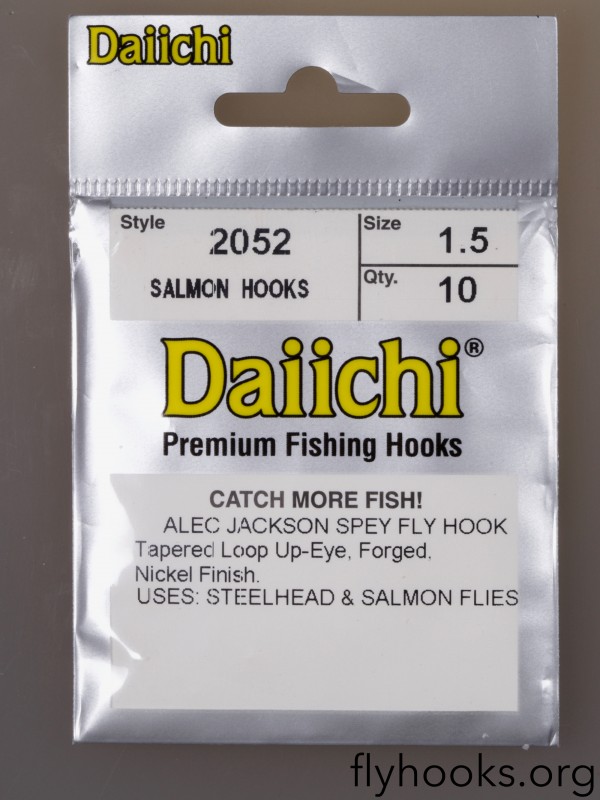 Daiichi
Style 2052
SALMON HOOKS
Size 1.5
Qty. 10
Daiichi®
Premium Fishing Hooks
CATCH MORE FISH!
ALEC JACKSON SPEY FLY HOOK
Tapered Loop Up-Eye, Forged,
Nickel Finish.
USES: STEELHEAD & SALMON FLIES
flyhooks.org